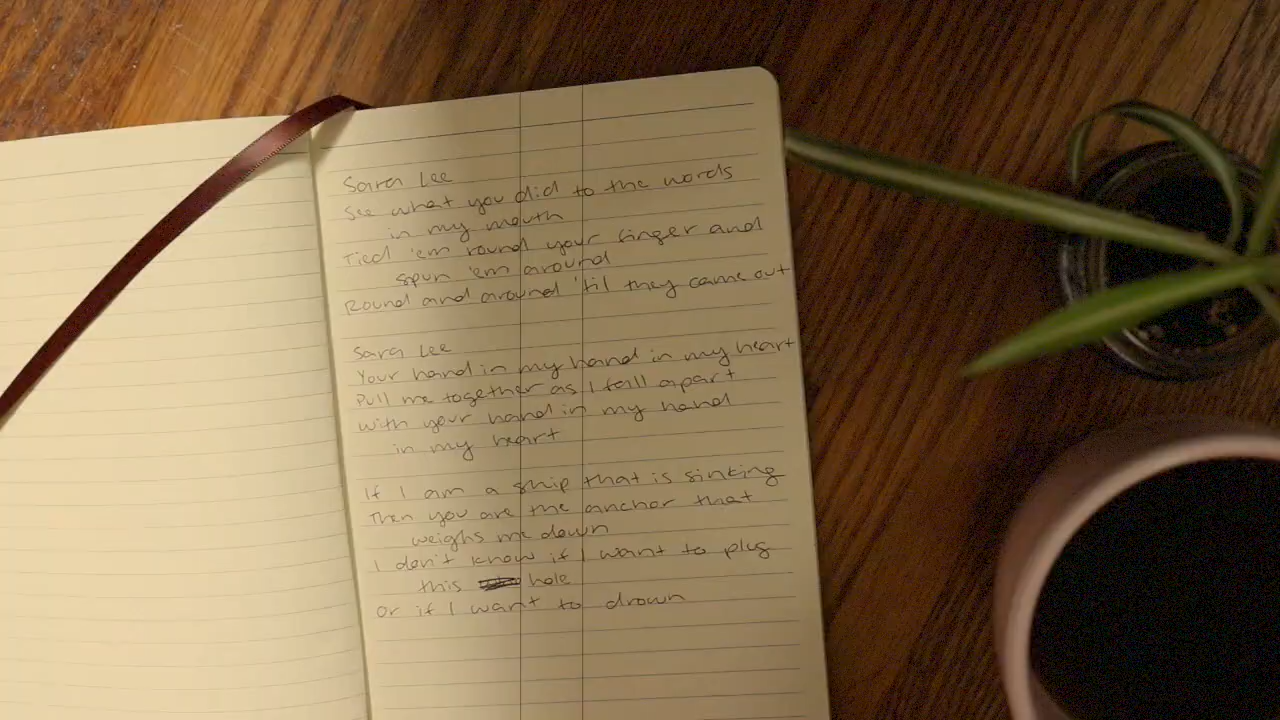 Sara Lee
See what you did to the words
in my mouth
Tied 'em round your finger and
spun 'em around
Round and around 'til they came out
Sara Lee
Your hand in my hand in my heart
Pull me together as I fall apart
with your hand in my hand
in my heart
If I am a ship that is sinking
Then you are the anchor that
weighs me down
I don't know if I want to plug
this hole
or if I want to drown